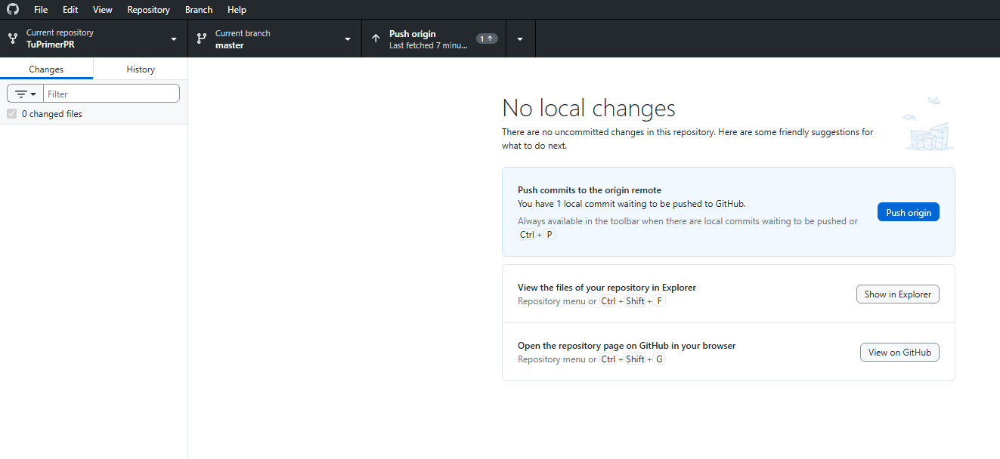 File Edit View Repository Branch Help
Current repository
TuPrimerPR
Current branch
master
Push origin
Last fetched 7 minu...
1
Changes History
Filter
0 changed files
No local changes
There are no uncommitted changes in this repository. Here are some friendly suggestions for
what to do next.
Push commits to the origin remote
You have 1 local commit waiting to be pushed to GitHub.
Always available in the toolbar when there are local commits waiting to be pushed or
Ctrl + P
Push origin
View the files of your repository in Explorer
Repository menu or Ctrl + Shift + F
Show in Explorer
Open the repository page on GitHub in your browser
Repository menu or Ctrl + Shift + G
View on GitHub